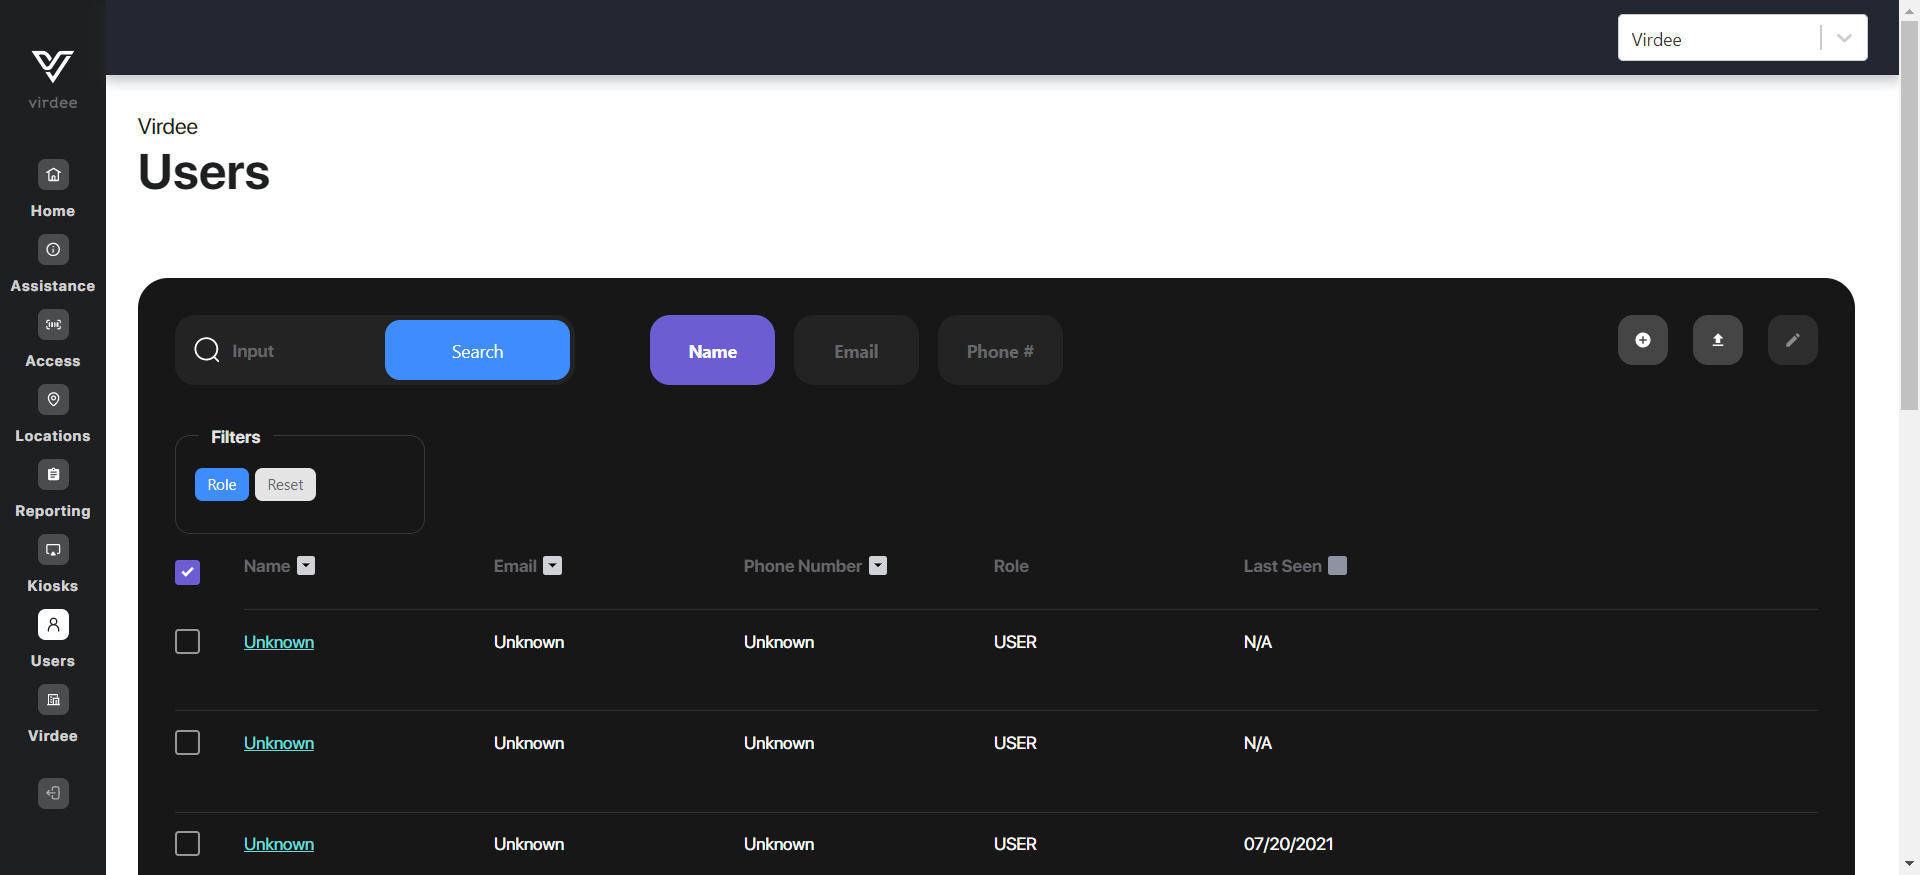 Virdee
virdee
Virdee
Users
Home
Assistance
Access
Locations
Reporting
Kiosks
Users
Virdee
Input
Search
Name
Email
Phone #
Filters
Role
Reset
Name
Email
Phone Number
Role
Last Seen
Unknown Unknown Unknown USER N/A
Unknown Unknown Unknown USER N/A
Unknown Unknown Unknown USER 07/20/2021